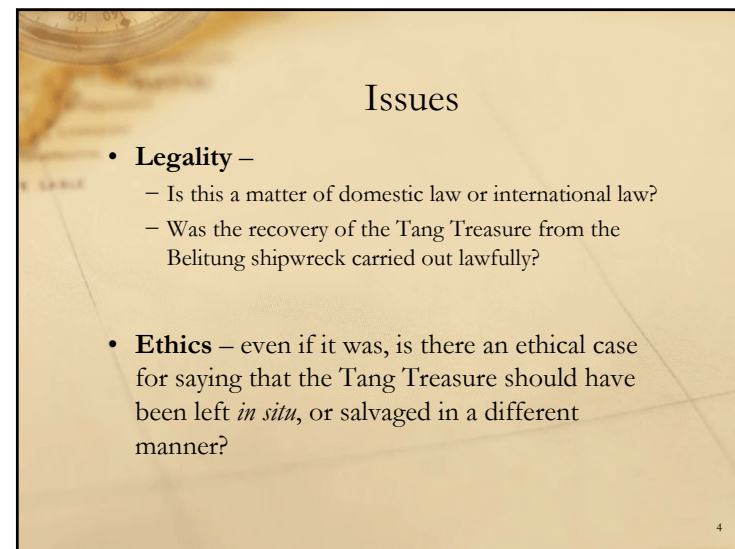 Issues
• Legality –
– Is this a matter of domestic law or international law?
– Was the recovery of the Tang Treasure from the
Belitung shipwreck carried out lawfully?
• Ethics – even if it was, is there an ethical case
for saying that the Tang Treasure should have
been left in situ, or salvaged in a different
manner?
4